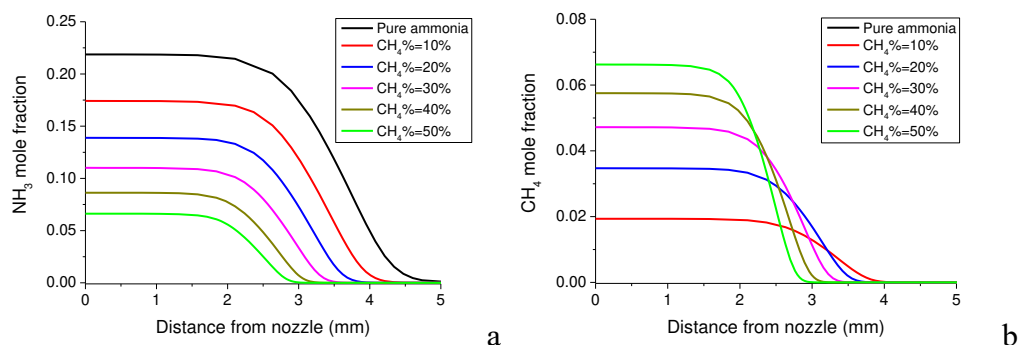 0.25
0.20
0.15
0.10
0.05
0.00
NH3 mole fraction
0 1 2 3 4 5
Distance from nozzle (mm)
Pure ammonia
CH4%=10%
CH4%=20%
CH4%=30%
CH4%=40%
CH4%=50%
a
0.08
0.06
0.04
0.02
0.00
CH4 mole fraction
0 1 2 3 4 5
Distance from nozzle (mm)
Pure ammonia
CH4%=10%
CH4%=20%
CH4%=30%
CH4%=40%
CH4%=50%
b